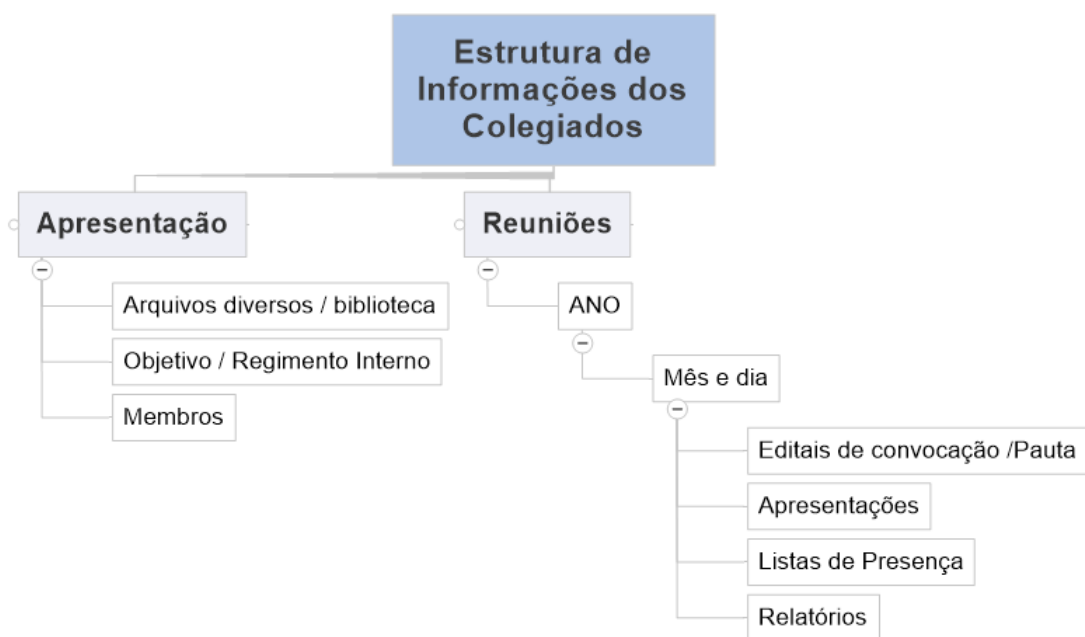 Estrutura de
Informações dos
Colegiados
Apresentação
Arquivos diversos / biblioteca
Objetivo / Regimento Interno
Membros
Reuniões
ANO
Mês e dia
Editais de convocação /Pauta
Apresentações
Listas de Presença
Relatórios